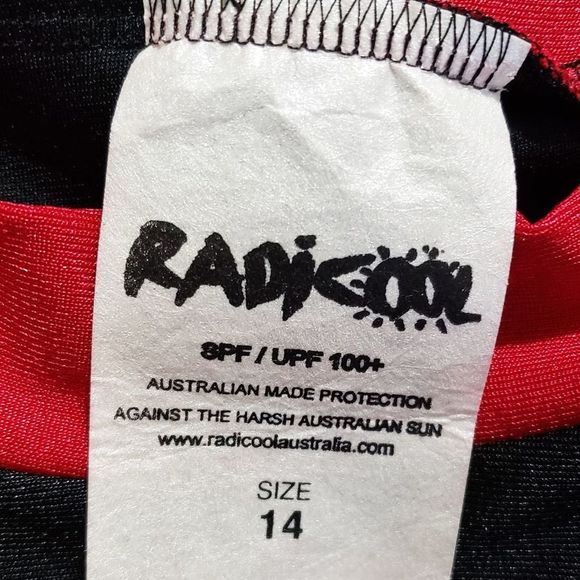 RADiCOOL
SPF / UPF 100+
AUSTRALIAN MADE PROTECTION
AGAINST THE HARSH AUSTRALIAN SUN
www.radicoolaustralia.com
SIZE
14